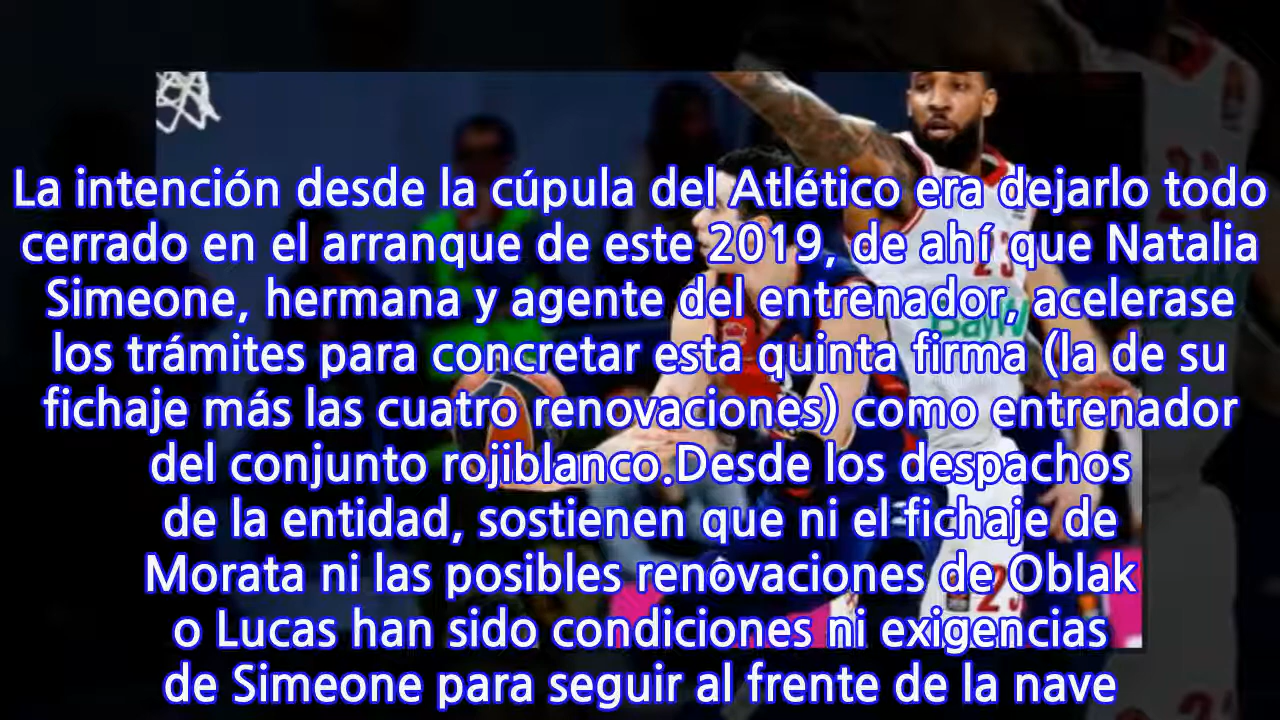 La intención desde la cúpula del Atlético era dejarlo todo
cerrado en el arranque de este 2019, de ahí que Natalia
Simeone, hermana y agente del entrenador, acelerase
los trámites para concretar esta quinta firma (la de su
fichaje más las cuatro renovaciones) como entrenador
del conjunto rojiblanco.Desde los despachos
de la entidad, sostienen que ni el fichaje de
Morata ni las posibles renovaciones de Oblak
o Lucas han sido condiciones ni exigencias
de Simeone para seguir al frente de la nave
23
BayW
23